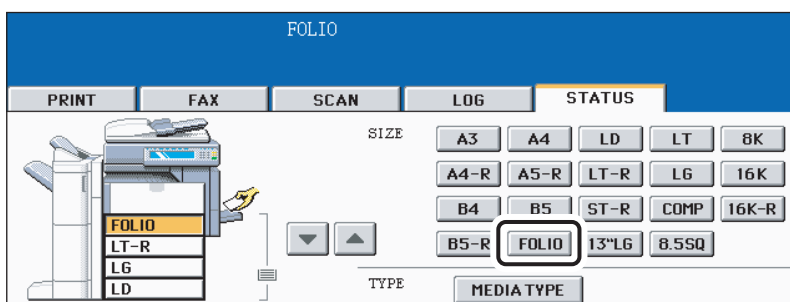 FOLIO
PRINT FAX SCAN LOG STATUS
SIZE
A3 A4 LD LT 8K
A4-R A5-R LT-R LG 16K
B4 B5 ST-R COMP 16K-R
B5-R FOLIO 13"LG 8.5SQ
FOLIO
LT-R
LG
LD
TYPE
MEDIA TYPE